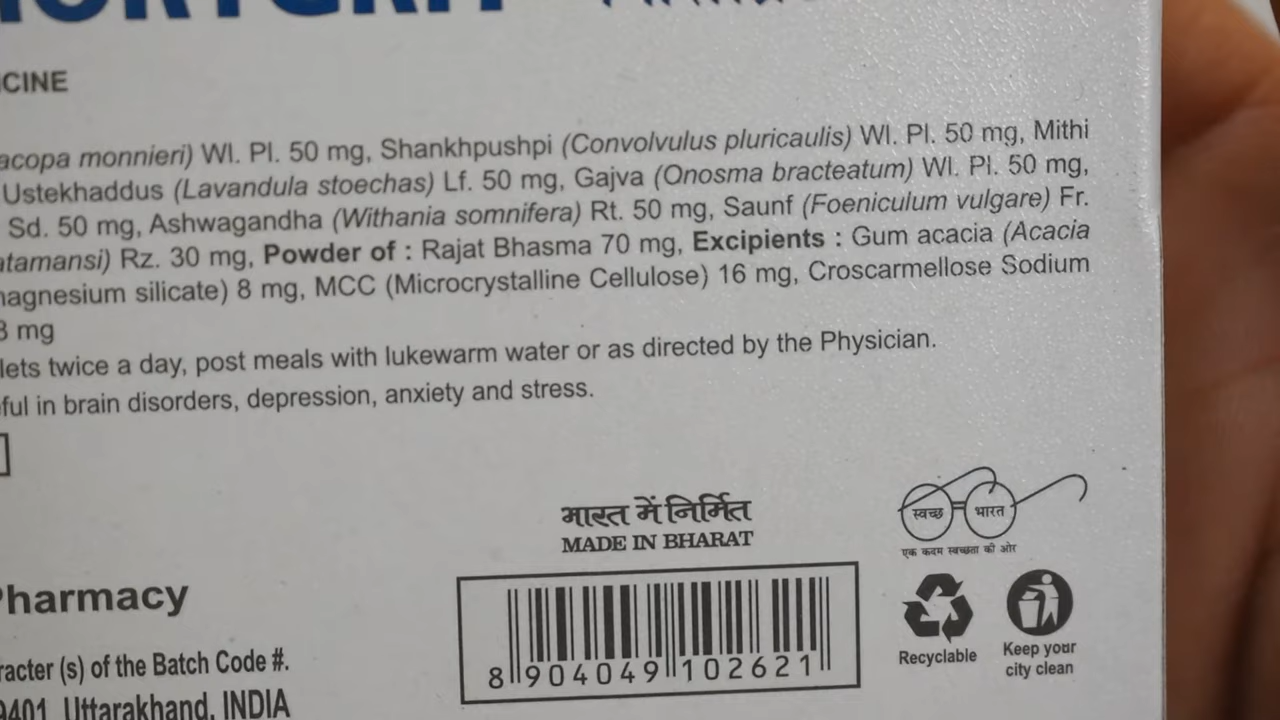 CINE
acopa monnieri) Wl. Pl. 50 mg, Shankhpushpi (Convolvulus pluricaulis) Wl. Pl. 50 mg, Mithi
Ustekhaddus (Lavandula stoechas) Lf. 50 mg, Gajva (Onosma bracteatum) Wl. Pl. 50 mg,
Sd. 50 mg, Ashwagandha (Withania somnifera) Rt. 50 mg, Saunf (Foeniculum vulgare) Fr.
atamansi) Rz. 30 mg, Powder of : Rajat Bhasma 70 mg, Excipients : Gum acacia (Acacia
magnesium silicate) 8 mg, MCC (Microcrystalline Cellulose) 16 mg, Croscarmellose Sodium
mg
lets twice a day, post meals with lukewarm water or as directed by the Physician.
ful in brain disorders, depression, anxiety and stress.
भारत में निर्मित
MADE IN BHARAT
स्वच्छ भारत
एक कदम स्वच्छता की ओर
Pharmacy
racter (s) of the Batch Code #.
9401, Uttarakhand, INDIA
8 904049 102621
Recyclable
Keep your
city clean